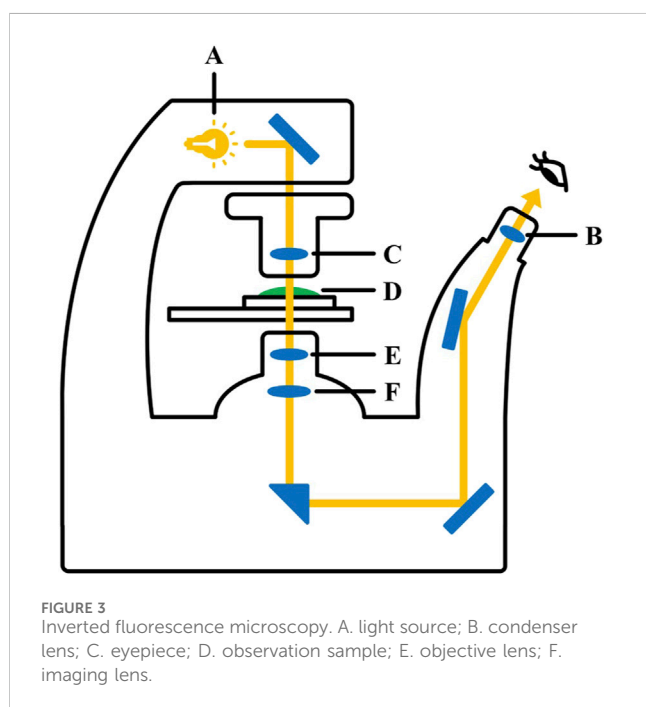 A
B
C
D
E
F
FIGURE 3
Inverted fluorescence microscopy. A. light source; B. condenser
lens; C. eyepiece; D. observation sample; E. objective lens; F.
imaging lens.